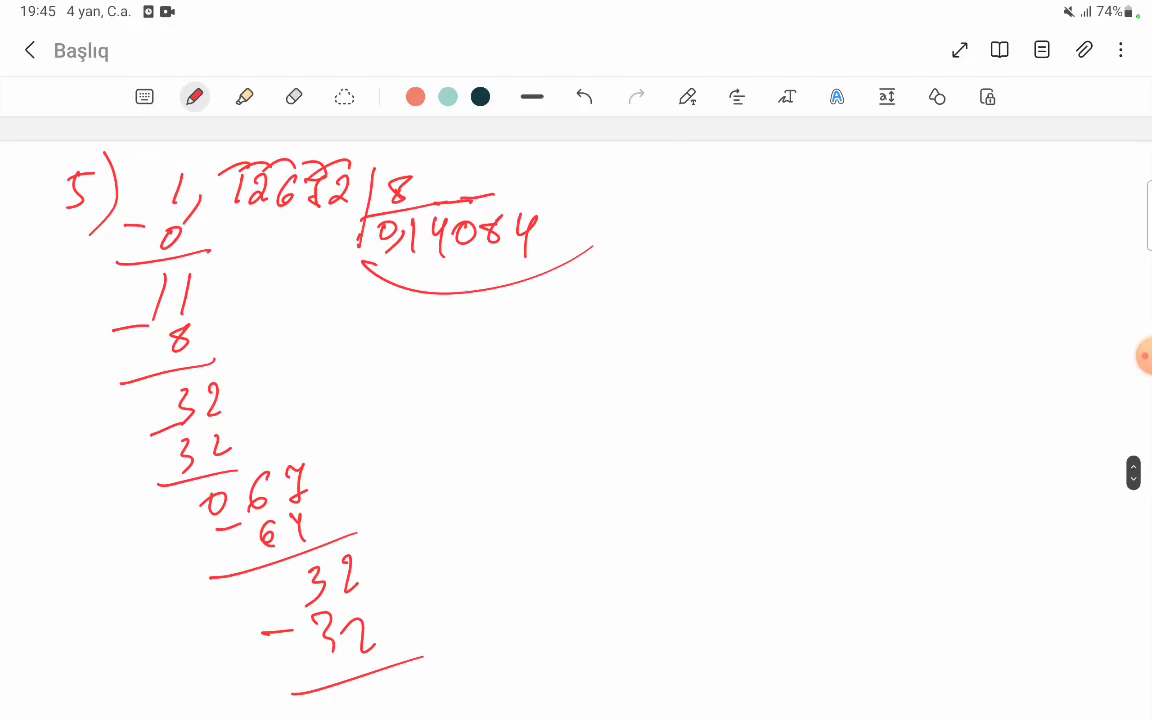 19:45 4 yan, C.a. 74%
Başlıq
5) 1,12672 | 8
- 0 0,14084
11
- 8
32
- 32
067
- 64
32
- 32